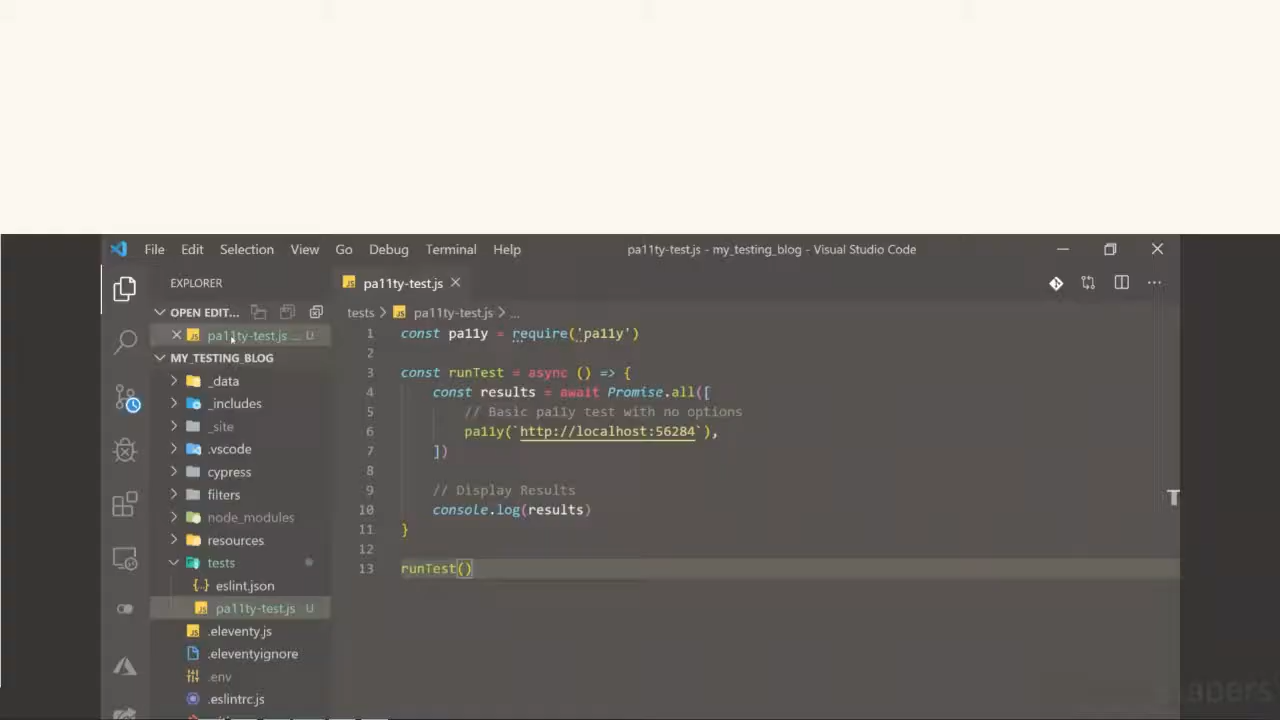 File Edit Selection View Go Debug Terminal Help pa11ty-test.js - my_testing_blog - Visual Studio Code
EXPLORER
pa11ty-test.js
OPEN EDIT...
tests > pa11ty-test.js > ...
pa11ty-test.js ... U
MY_TESTING_BLOG
_data
_includes
_site
.vscode
cypress
filters
node_modules
resources
tests
eslint.json
pa11ty-test.js U
.eleventy.js
.eleventyignore
.env
.eslintrc.js
1 const pa11y = require('pa11y')
2
3 const runTest = async () => {
4 const results = await Promise.all([
5 // Basic pa11y test with no options
6 pa11y(`http://localhost:56284`),
7 ])
8
9 // Display Results
10 console.log(results)
11 }
12
13 runTest()
apers